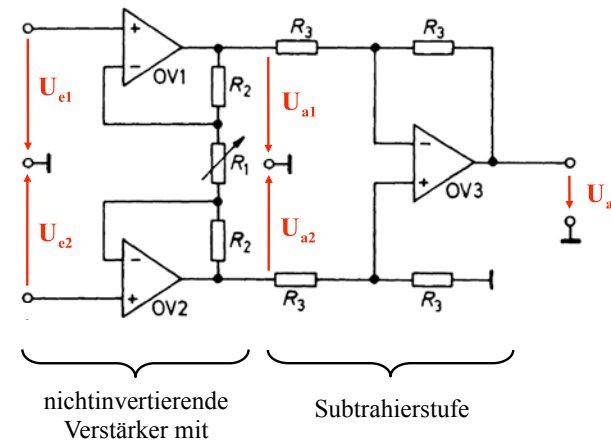 R3
R3
+
−
OV1
R2
Ue1
Ua1
R1
−
+
OV3
Ua
Ue2
R2
Ua2
−
+
OV2
R3
R3
nichtinvertierende
Verstärker mit
Subtrahierstufe